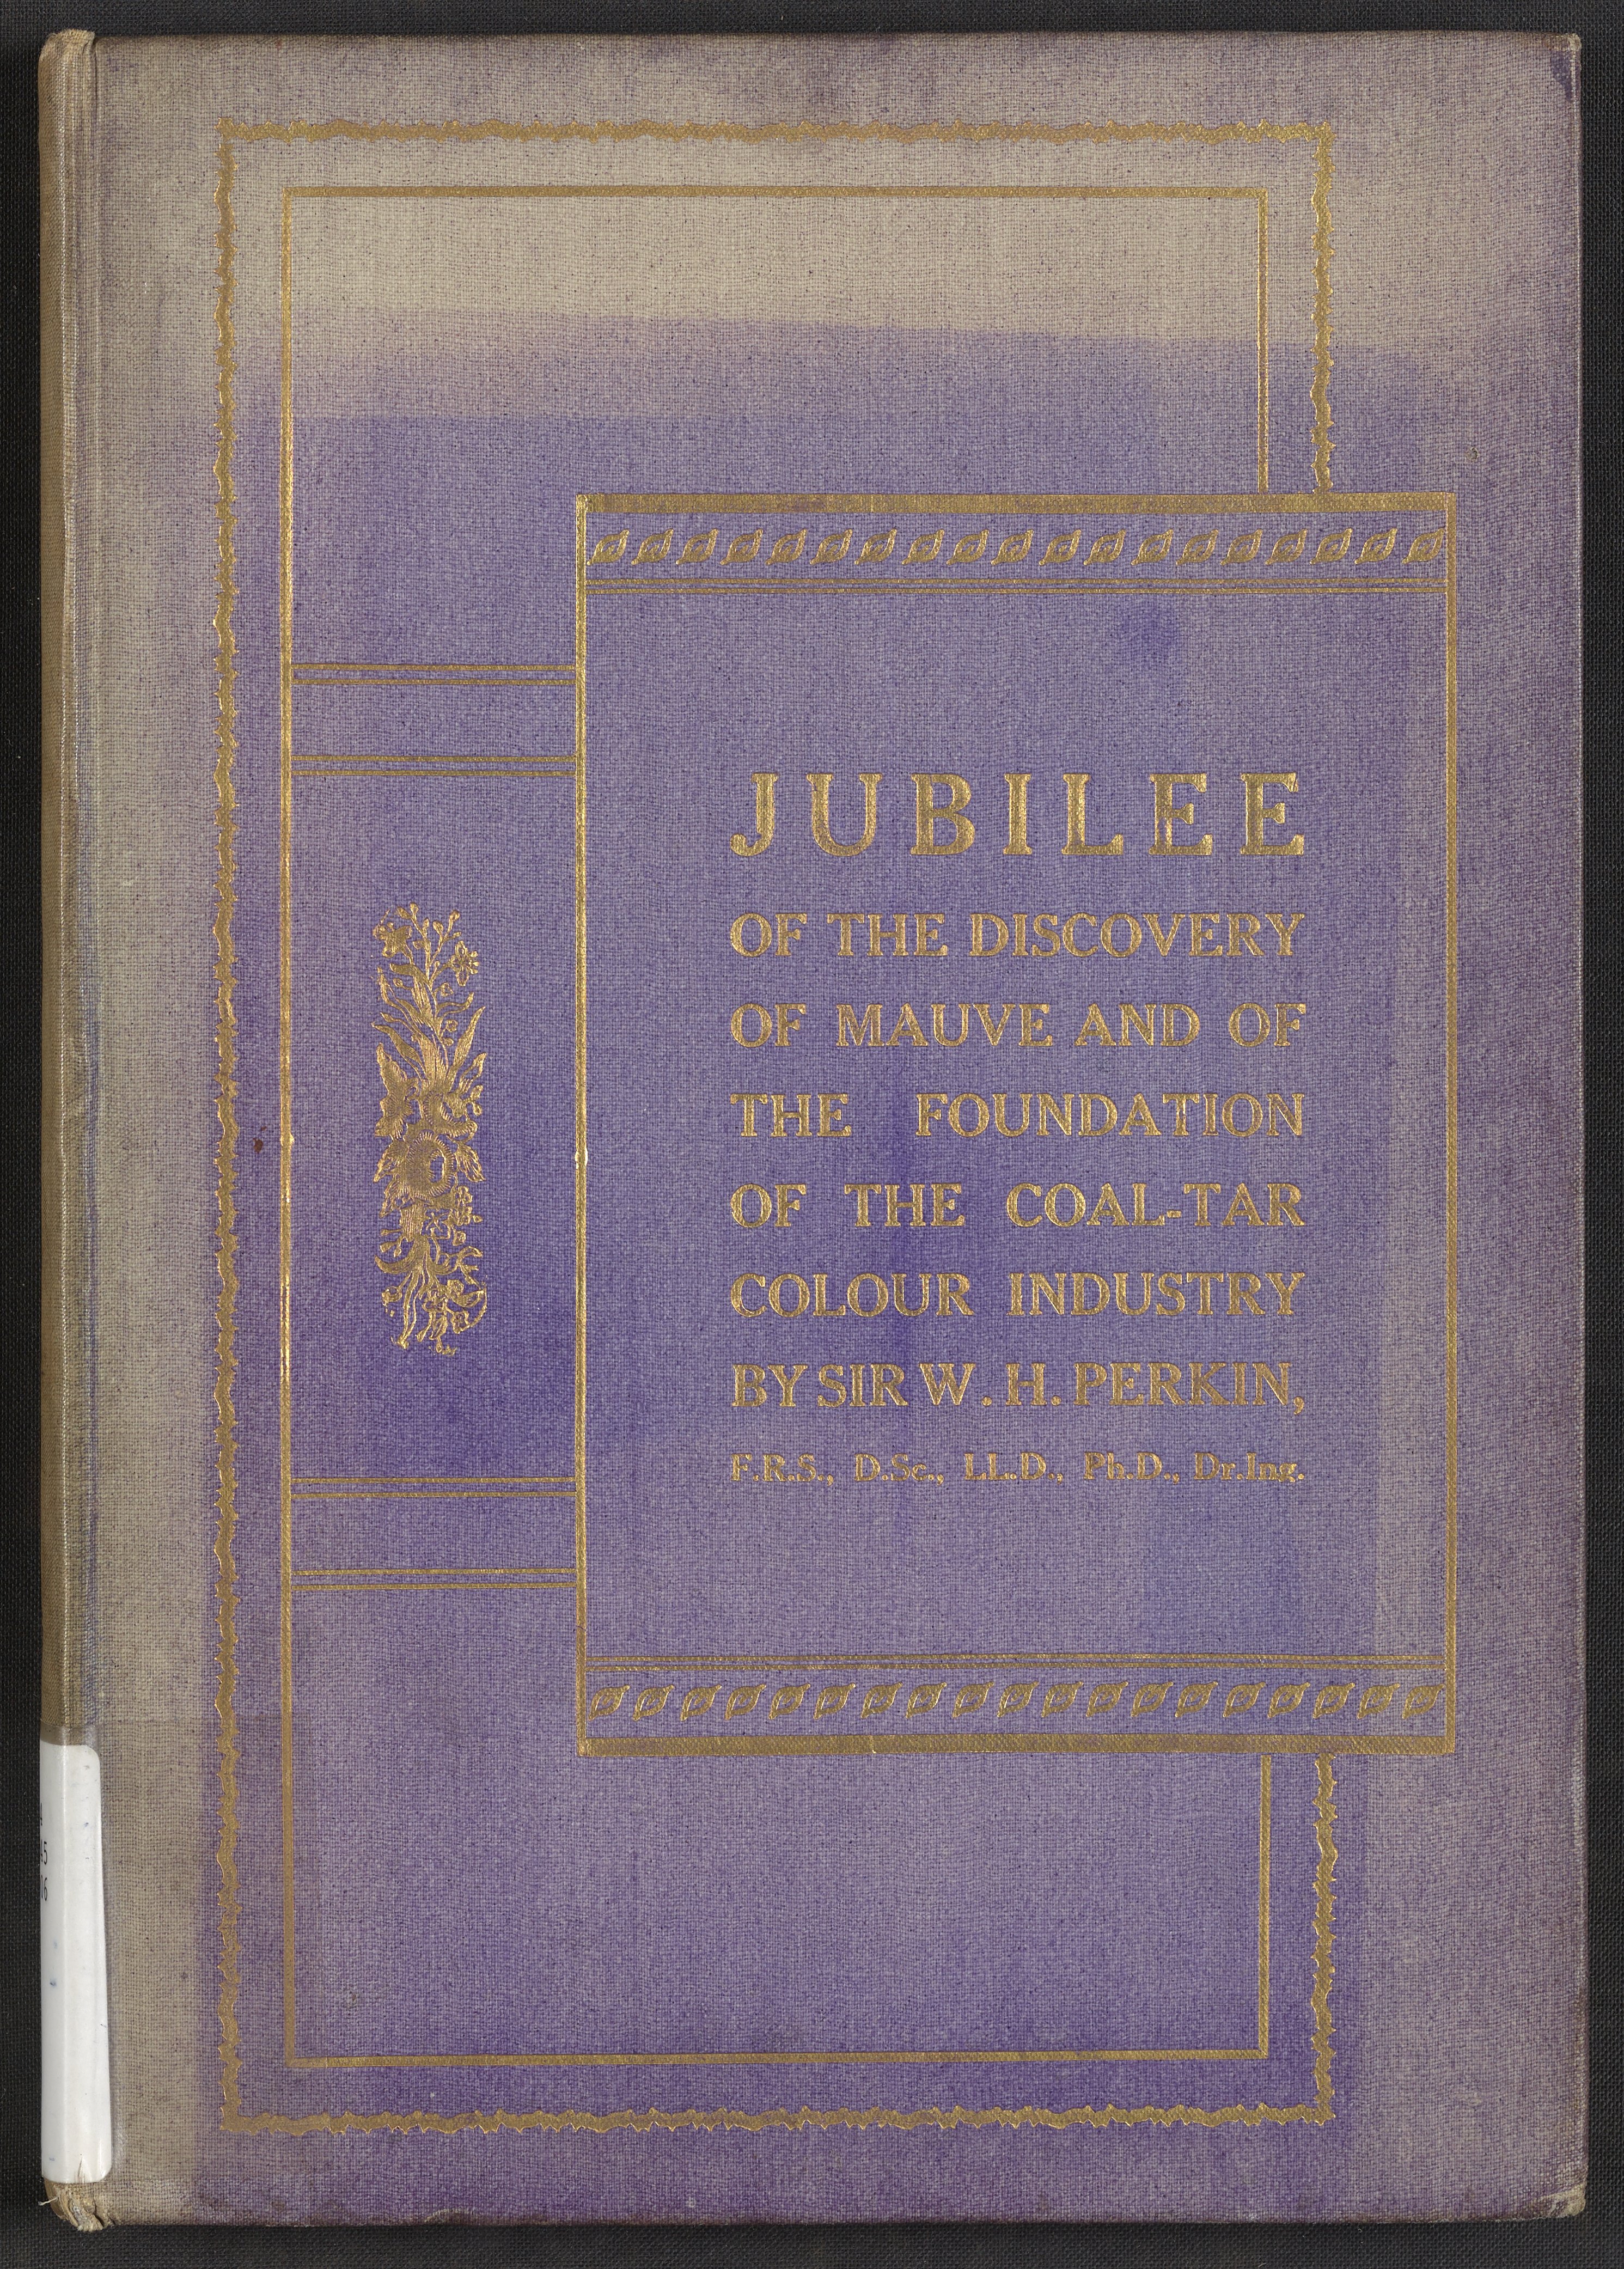 JUBILEE
OF THE DISCOVERY
OF MAUVE AND OF
THE FOUNDATION
OF THE COAL-TAR
COLOUR INDUSTRY
BY SIR W. H. PERKIN,
F.R.S., D.Sc., LL.D., Ph.D., Dr.Ing.